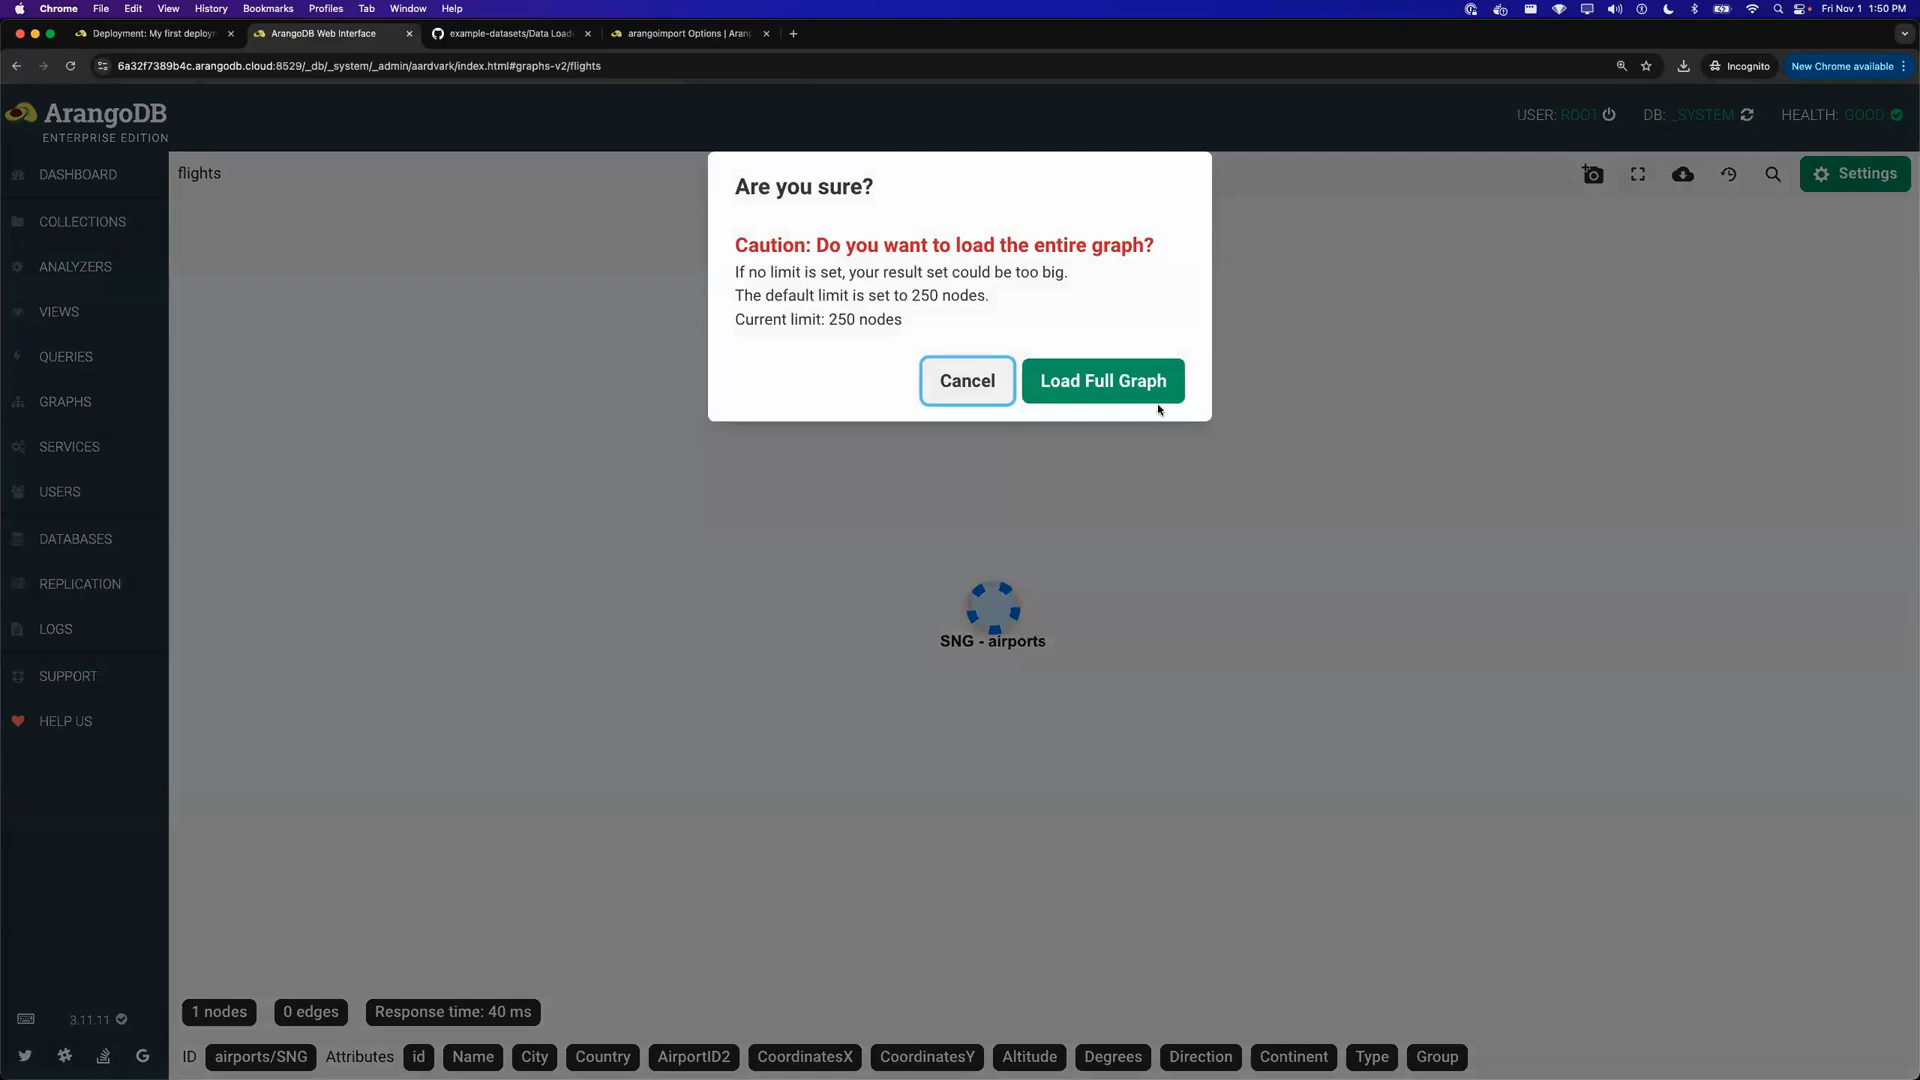 Chrome File Edit View History Bookmarks Profiles Tab Window Help Fri Nov 1 1:50 PM
Deployment: My first deployn ArangoDB Web Interface example-datasets/Data Load arangoimport Options | Aran
6a32f7389b4c.arangodb.cloud:8529/_db/_system/_admin/aardvark/index.html#graphs-v2/flights Incognito New Chrome available
ArangoDB
ENTERPRISE EDITION
USER: ROOT DB: _SYSTEM HEALTH: GOOD
DASHBOARD
COLLECTIONS
ANALYZERS
VIEWS
QUERIES
GRAPHS
SERVICES
USERS
DATABASES
REPLICATION
LOGS
SUPPORT
HELP US
3.11.11
flights
Settings
Are you sure?
Caution: Do you want to load the entire graph?
If no limit is set, your result set could be too big.
The default limit is set to 250 nodes.
Current limit: 250 nodes
Cancel Load Full Graph
SNG - airports
1 nodes 0 edges Response time: 40 ms
ID airports/SNG Attributes id Name City Country AirportID2 CoordinatesX CoordinatesY Altitude Degrees Direction Continent Type Group